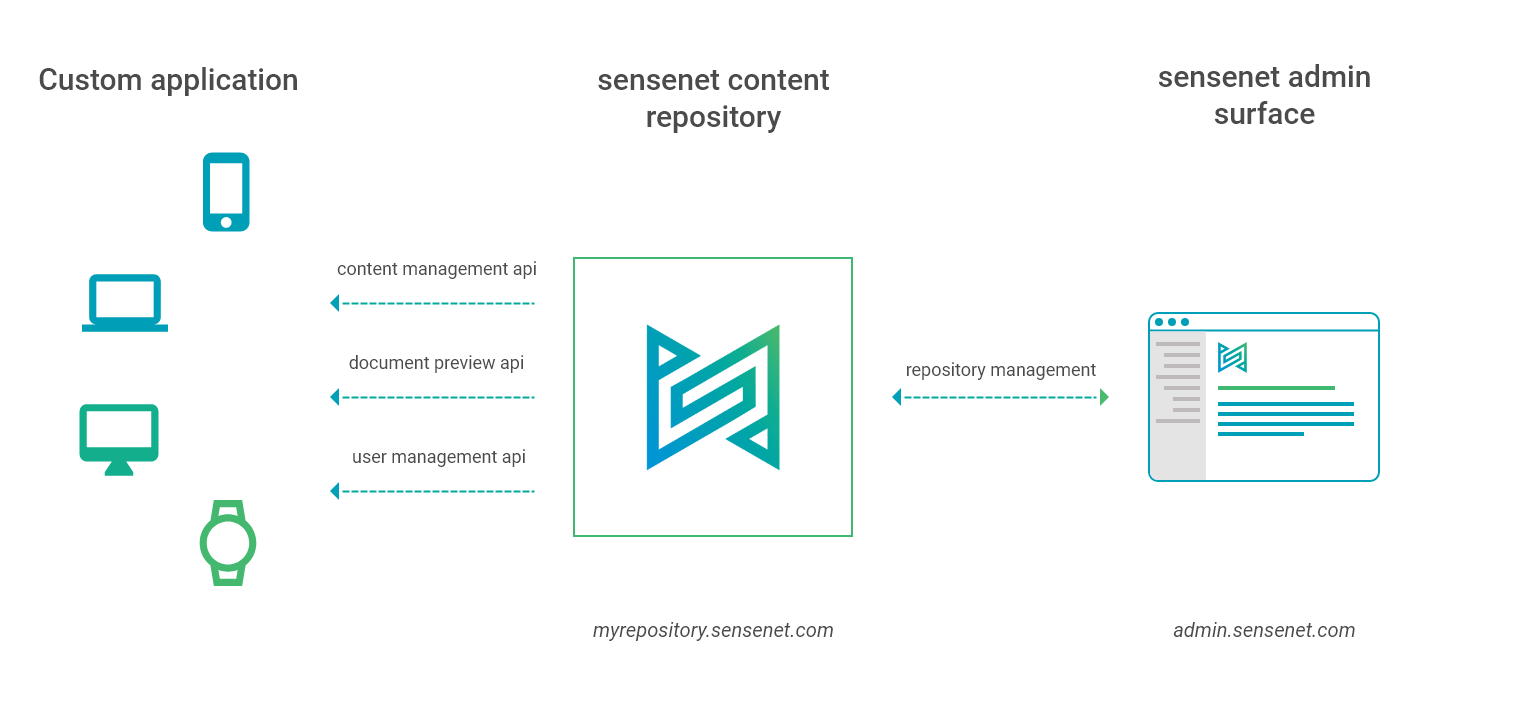 Custom application
sensenet content
repository
sensenet admin
surface
content management api
document preview api
user management api
repository management
myrepository.sensenet.com
admin.sensenet.com